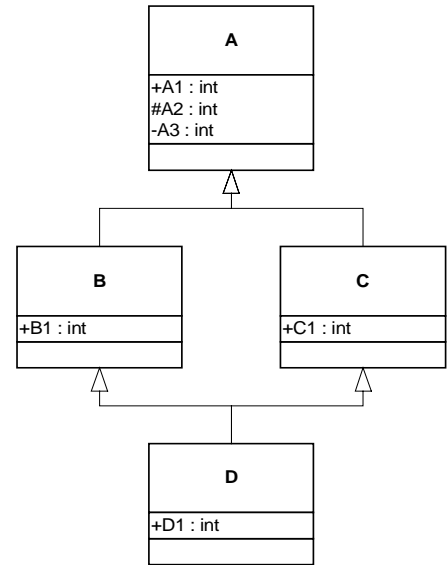 A
+A1 : int
#A2 : int
-A3 : int
B
+B1 : int
C
+C1 : int
D
+D1 : int